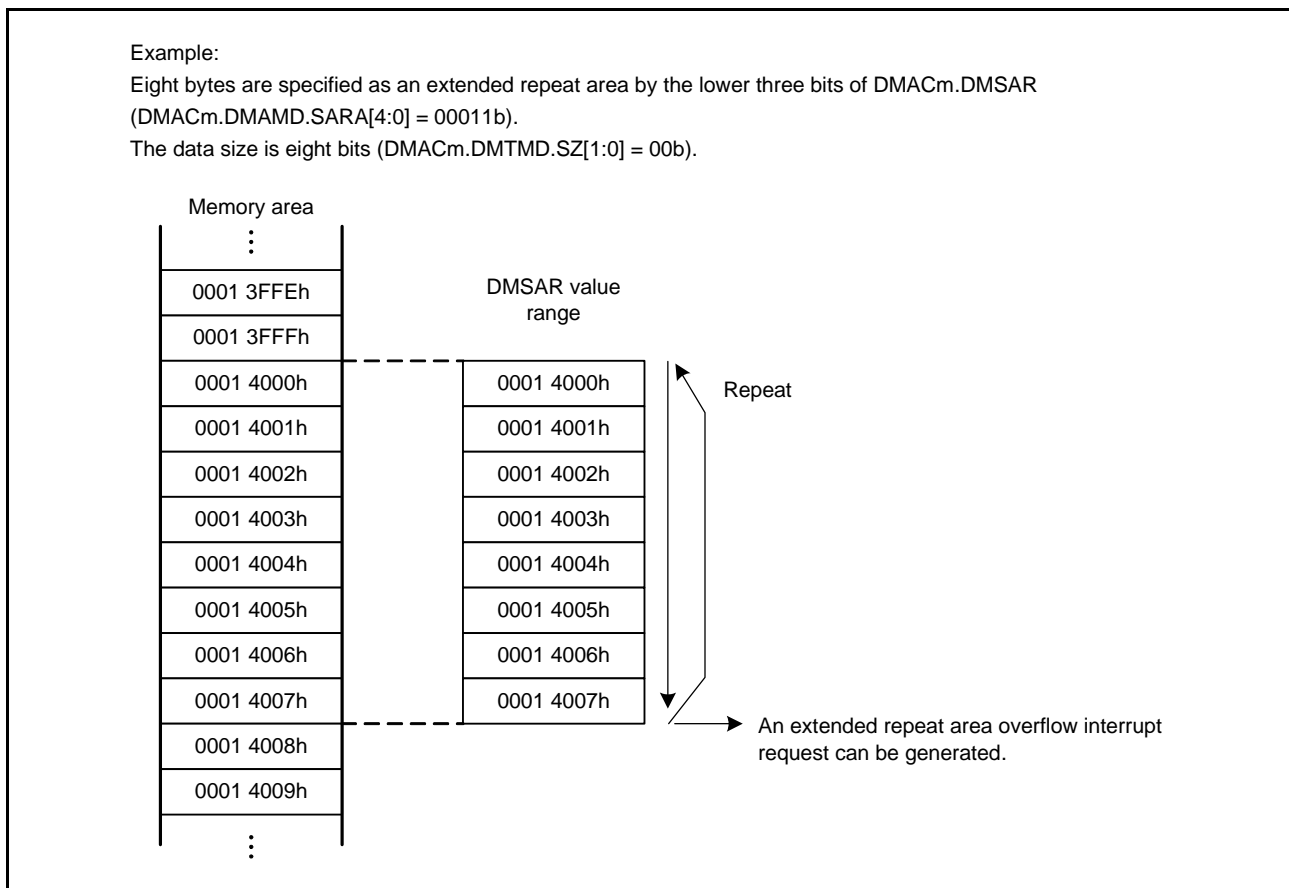 Example:
Eight bytes are specified as an extended repeat area by the lower three bits of DMACm.DMSAR
(DMACm.DMAMD.SARA[4:0] = 00011b).
The data size is eight bits (DMACm.DMTMD.SZ[1:0] = 00b).
Memory area
0001 3FFEh
0001 3FFFh
0001 4000h
0001 4001h
0001 4002h
0001 4003h
0001 4004h
0001 4005h
0001 4006h
0001 4007h
0001 4008h
0001 4009h
DMSAR value
range
0001 4000h
0001 4001h
0001 4002h
0001 4003h
0001 4004h
0001 4005h
0001 4006h
0001 4007h
Repeat
An extended repeat area overflow interrupt
request can be generated.